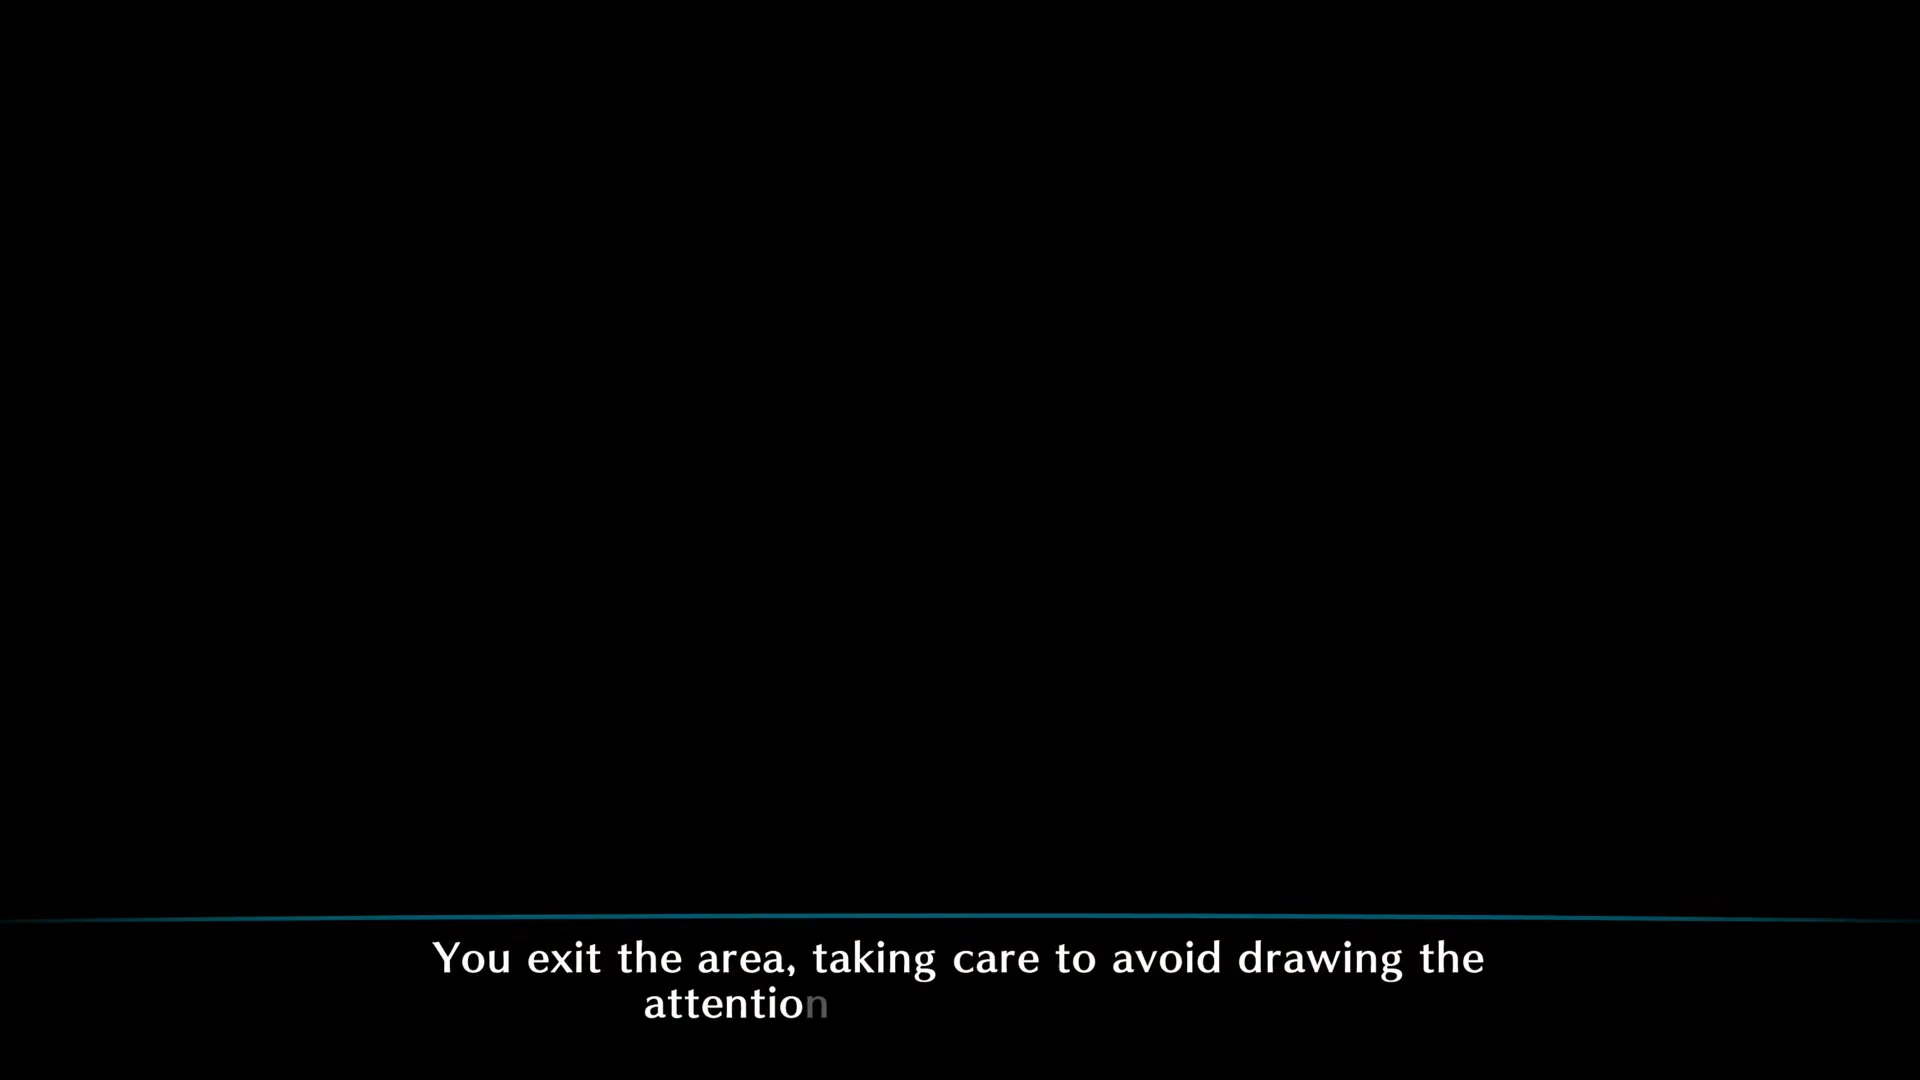 You exit the area, taking care to avoid drawing the
attention